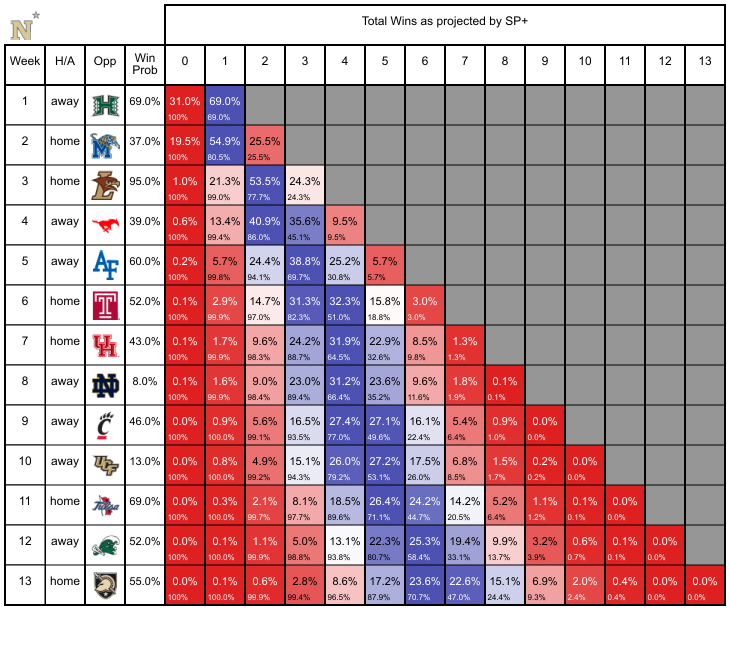 N
Total Wins as projected by SP+
Week H/A Opp Win Prob 0 1 2 3 4 5 6 7 8 9 10 11 12 13
1 away H 69.0% 31.0% 69.0%
100% 69.0%
2 home M 37.0% 19.5% 54.9% 25.5%
100% 80.5% 25.5%
3 home L 95.0% 1.0% 21.3% 53.5% 24.3%
100% 99.0% 77.7% 24.3%
4 away 39.0% 0.6% 13.4% 40.9% 35.6% 9.5%
100% 99.4% 86.0% 45.1% 9.5%
5 away AF 60.0% 0.2% 5.7% 24.4% 38.8% 25.2% 5.7%
100% 99.8% 94.1% 69.7% 30.8% 5.7%
6 home T 52.0% 0.1% 2.9% 14.7% 31.3% 32.3% 15.8% 3.0%
100% 99.9% 97.0% 82.3% 51.0% 18.8% 3.0%
7 home UH 43.0% 0.1% 1.7% 9.6% 24.2% 31.9% 22.9% 8.5% 1.3%
100% 99.9% 98.3% 88.7% 64.5% 32.6% 9.8% 1.3%
8 away ND 8.0% 0.1% 1.6% 9.0% 23.0% 31.2% 23.6% 9.6% 1.8% 0.1%
100% 99.9% 98.4% 89.4% 66.4% 35.2% 11.6% 1.9% 0.1%
9 away C 46.0% 0.0% 0.9% 5.6% 16.5% 27.4% 27.1% 16.1% 5.4% 0.9% 0.0%
100% 100.0% 99.1% 93.5% 77.0% 49.6% 22.4% 6.4% 1.0% 0.0%
10 away UCF 13.0% 0.0% 0.8% 4.9% 15.1% 26.0% 27.2% 17.5% 6.8% 1.5% 0.2% 0.0%
100% 100.0% 99.2% 94.3% 79.2% 53.1% 26.0% 8.5% 1.7% 0.2% 0.0%
11 home Tulsa 69.0% 0.0% 0.3% 2.1% 8.1% 18.5% 26.4% 24.2% 14.2% 5.2% 1.1% 0.1% 0.0%
100% 100.0% 99.7% 97.7% 89.6% 71.1% 44.7% 20.5% 6.4% 1.2% 0.1% 0.0%
12 away 52.0% 0.0% 0.1% 1.1% 5.0% 13.1% 22.3% 25.3% 19.4% 9.9% 3.2% 0.6% 0.1% 0.0%
100% 100.0% 99.9% 98.8% 93.8% 80.7% 58.4% 33.1% 13.7% 3.9% 0.7% 0.1% 0.0%
13 home 55.0% 0.0% 0.1% 0.6% 2.8% 8.6% 17.2% 23.6% 22.6% 15.1% 6.9% 2.0% 0.4% 0.0% 0.0%
100% 100.0% 99.9% 99.4% 96.5% 87.9% 70.7% 47.0% 24.4% 9.3% 2.4% 0.4% 0.0% 0.0%